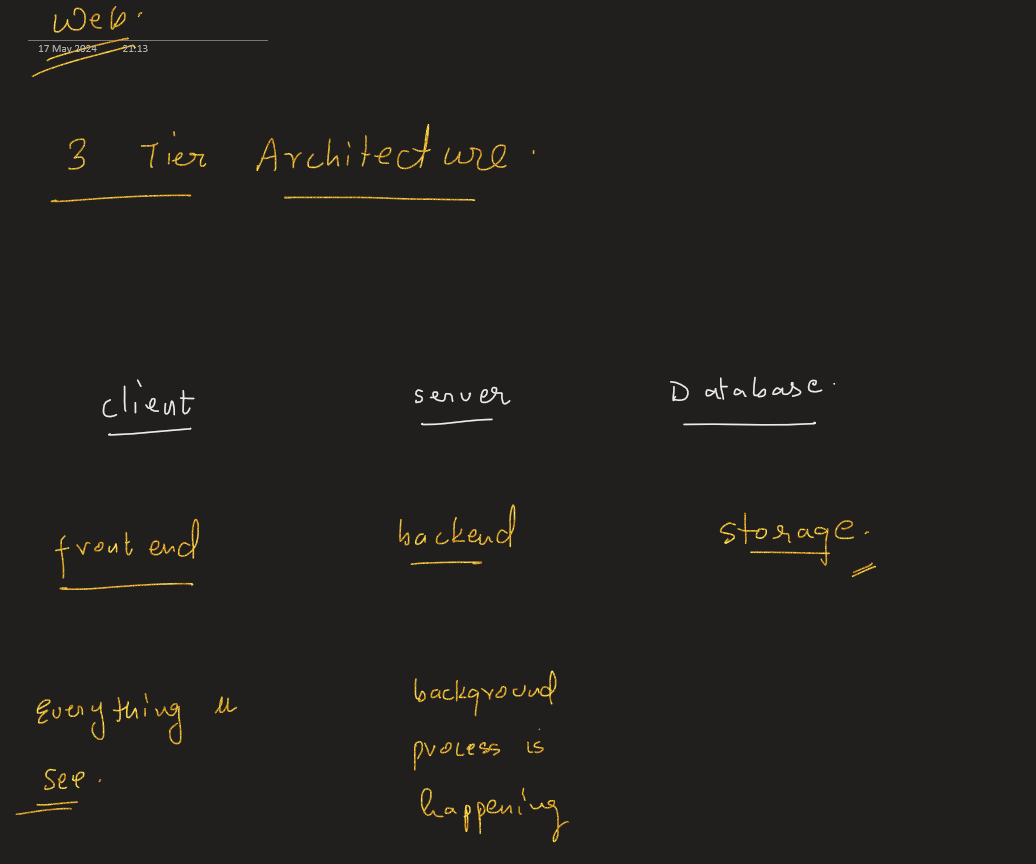 Web.
17 May 2024 21:13
3 Tier Architecture.
client server Database.
front end backend storage.
Everything u
see.
background
process is
happening